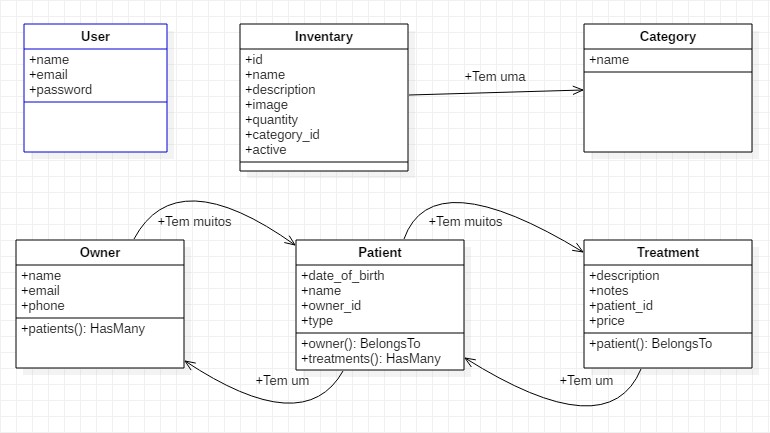 User
+name
+email
+password
Inventary
+id
+name
+description
+image
+quantity
+category_id
+active
+Tem uma
Category
+name
+Tem muitos
+Tem muitos
Owner
+name
+email
+phone
+patients(): HasMany
Patient
+date_of_birth
+name
+owner_id
+type
+owner(): BelongsTo
+treatments(): HasMany
Treatment
+description
+notes
+patient_id
+price
+patient(): BelongsTo
+Tem um
+Tem um